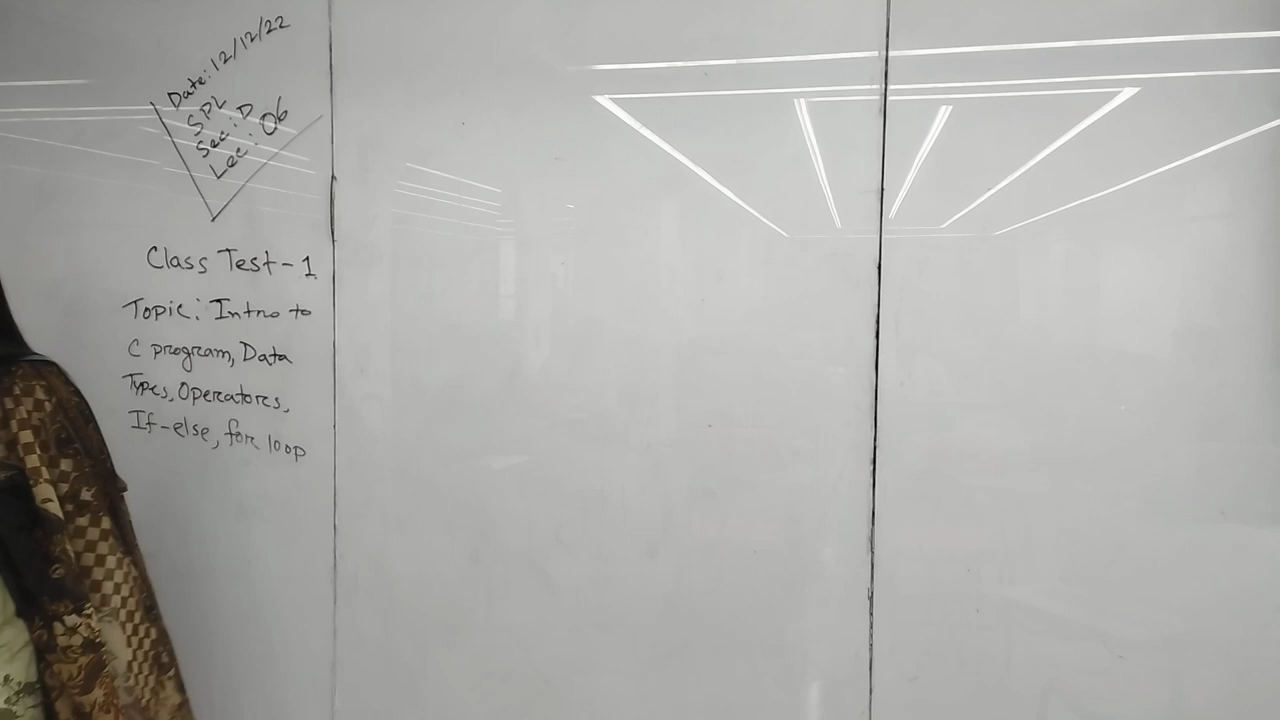 Date: 12/12/22
SPL
Sec: D
Lec: 06
Class Test-1
Topic: Intro to
C program, Data
Types, Operators,
If-else, for loop